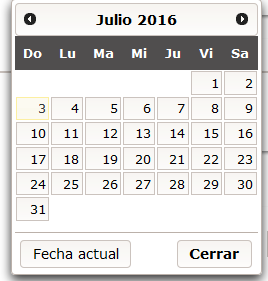 Julio 2016
Do Lu Ma Mi Ju Vi Sa
1 2
3 4 5 6 7 8 9
10 11 12 13 14 15 16
17 18 19 20 21 22 23
24 25 26 27 28 29 30
31
Fecha actual Cerrar